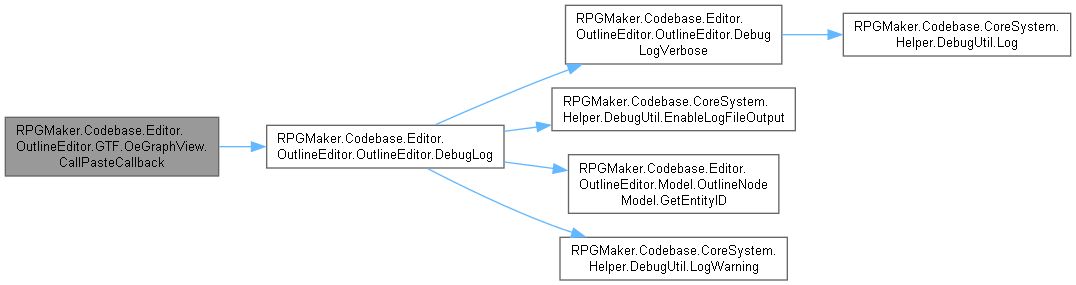 RPGMaker.Codebase.Editor.
OutlineEditor.GTF.OeGraphView.
CallPasteCallback
RPGMaker.Codebase.Editor.
OutlineEditor.OutlineEditor.DebugLog
RPGMaker.Codebase.Editor.
OutlineEditor.OutlineEditor.Debug
LogVerbose
RPGMaker.Codebase.CoreSystem.
Helper.DebugUtil.Log
RPGMaker.Codebase.CoreSystem.
Helper.DebugUtil.EnableLogFileOutput
RPGMaker.Codebase.Editor.
OutlineEditor.Model.OutlineNode
Model.GetEntityID
RPGMaker.Codebase.CoreSystem.
Helper.DebugUtil.LogWarning